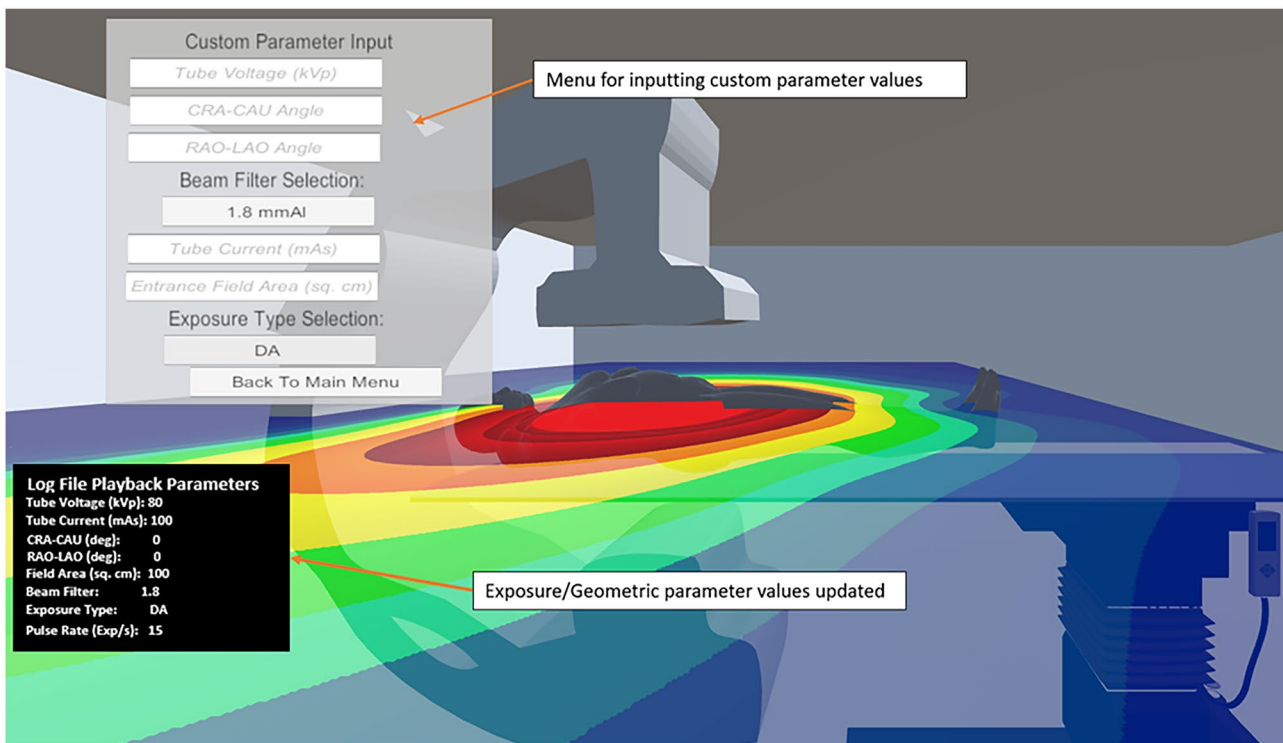 Custom Parameter Input
Tube Voltage (kVp)
CRA-CAU Angle
RAO-LAO Angle
Beam Filter Selection:
1.8 mmAl
Tube Current (mAs)
Entrance Field Area (sq. cm)
Exposure Type Selection:
DA
Back To Main Menu
Menu for inputting custom parameter values
Log File Playback Parameters
Tube Voltage (kVp): 80
Tube Current (mAs): 100
CRA-CAU (deg): 0
RAO-LAO (deg): 0
Field Area (sq. cm): 100
Beam Filter: 1.8
Exposure Type: DA
Pulse Rate (Exp/s): 15
Exposure/Geometric parameter values updated